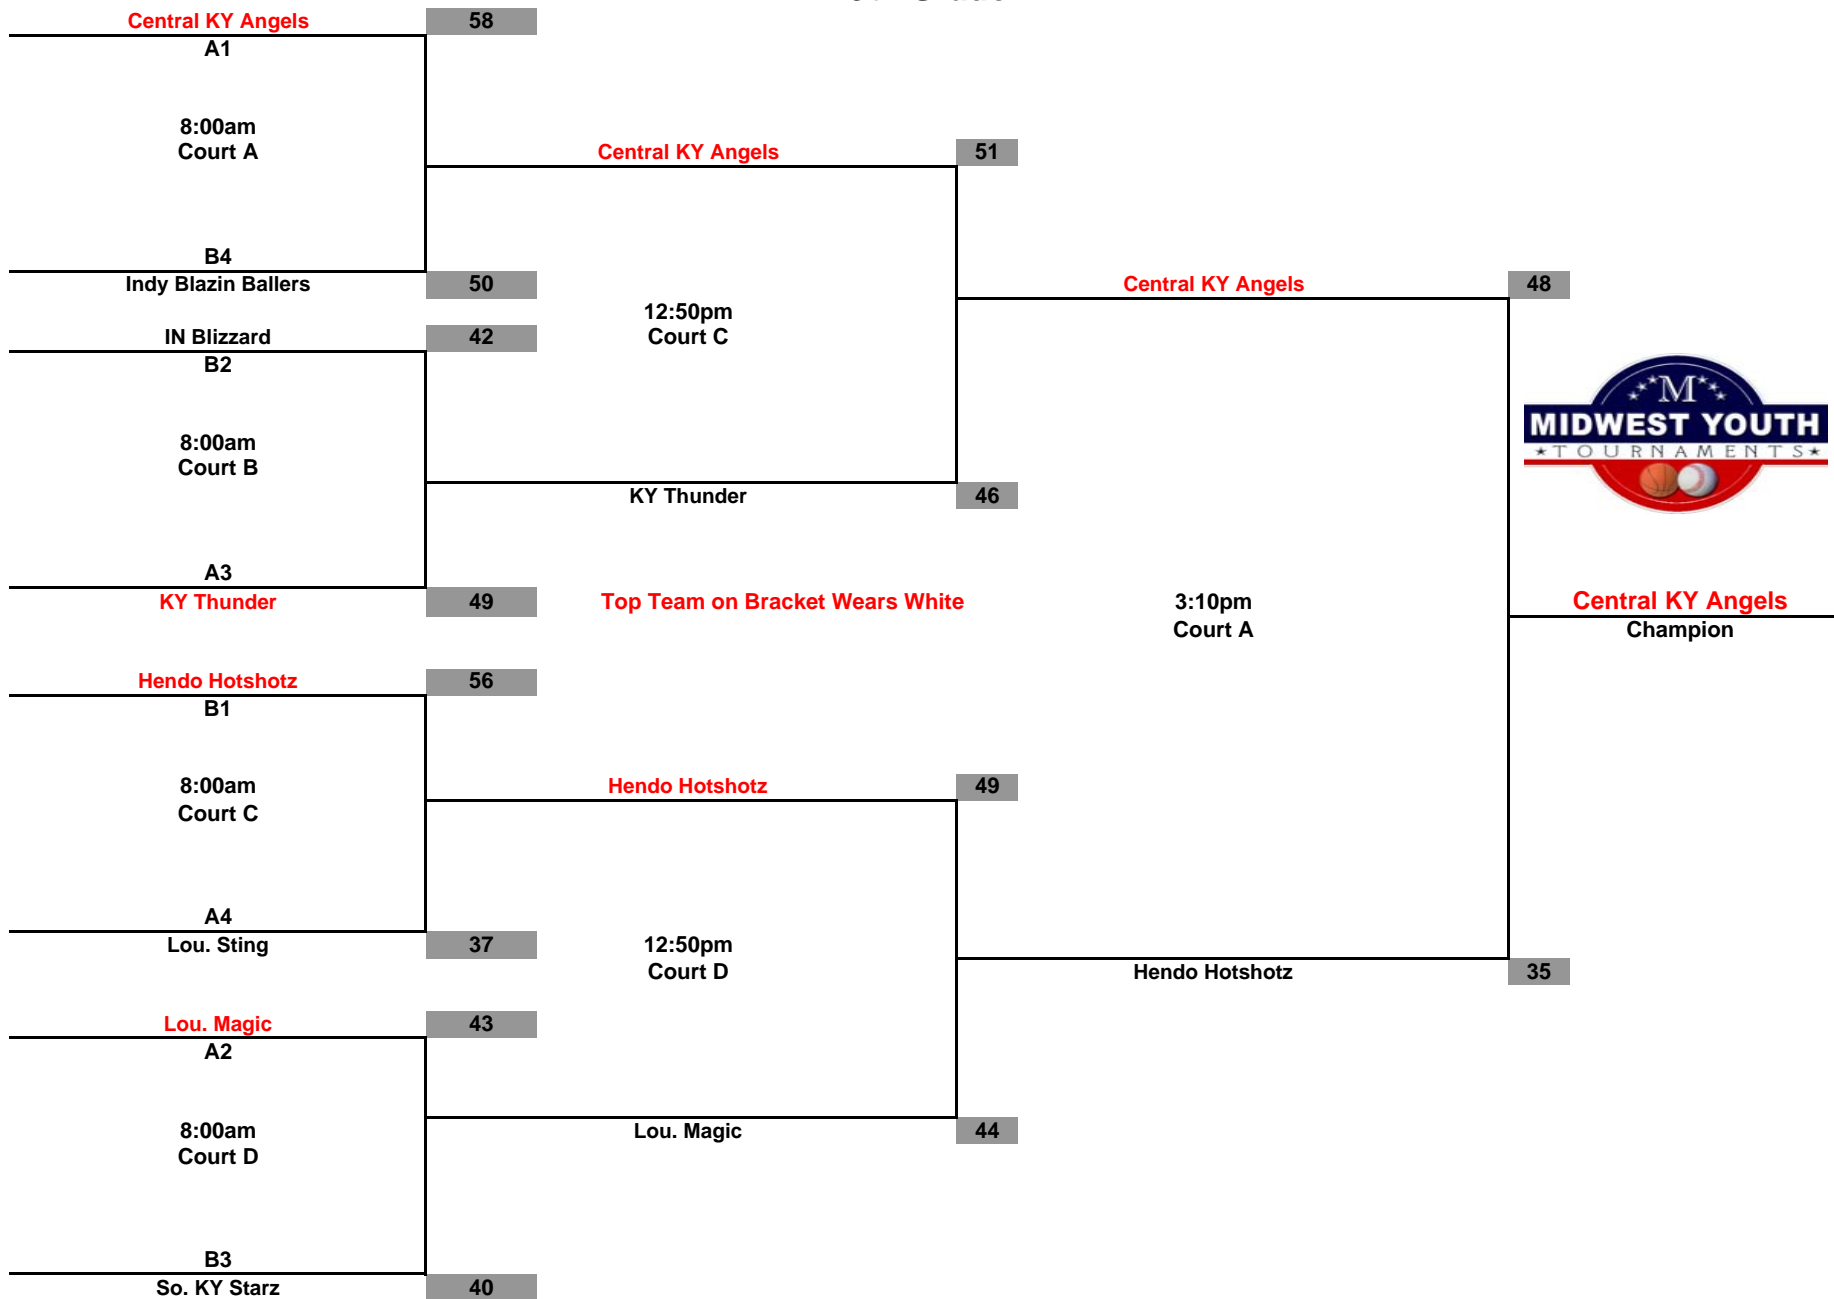 Central KY Angels 58
A1
8:00am
Court A
B4
Indy Blazin Ballers 50
IN Blizzard 42
B2
8:00am
Court B
A3
KY Thunder 49
Hendo Hotshotz 56
B1
8:00am
Court C
A4
Lou. Sting 37
Lou. Magic 43
A2
8:00am
Court D
B3
So. KY Starz 40
Central KY Angels 51
12:50pm
Court C
KY Thunder 46
Top Team on Bracket Wears White
Hendo Hotshotz 49
12:50pm
Court D
Lou. Magic 44
Central KY Angels 48
3:10pm
Court A
Hendo Hotshotz 35
M
MIDWEST YOUTH
TOURNAMENTS
Central KY Angels
Champion